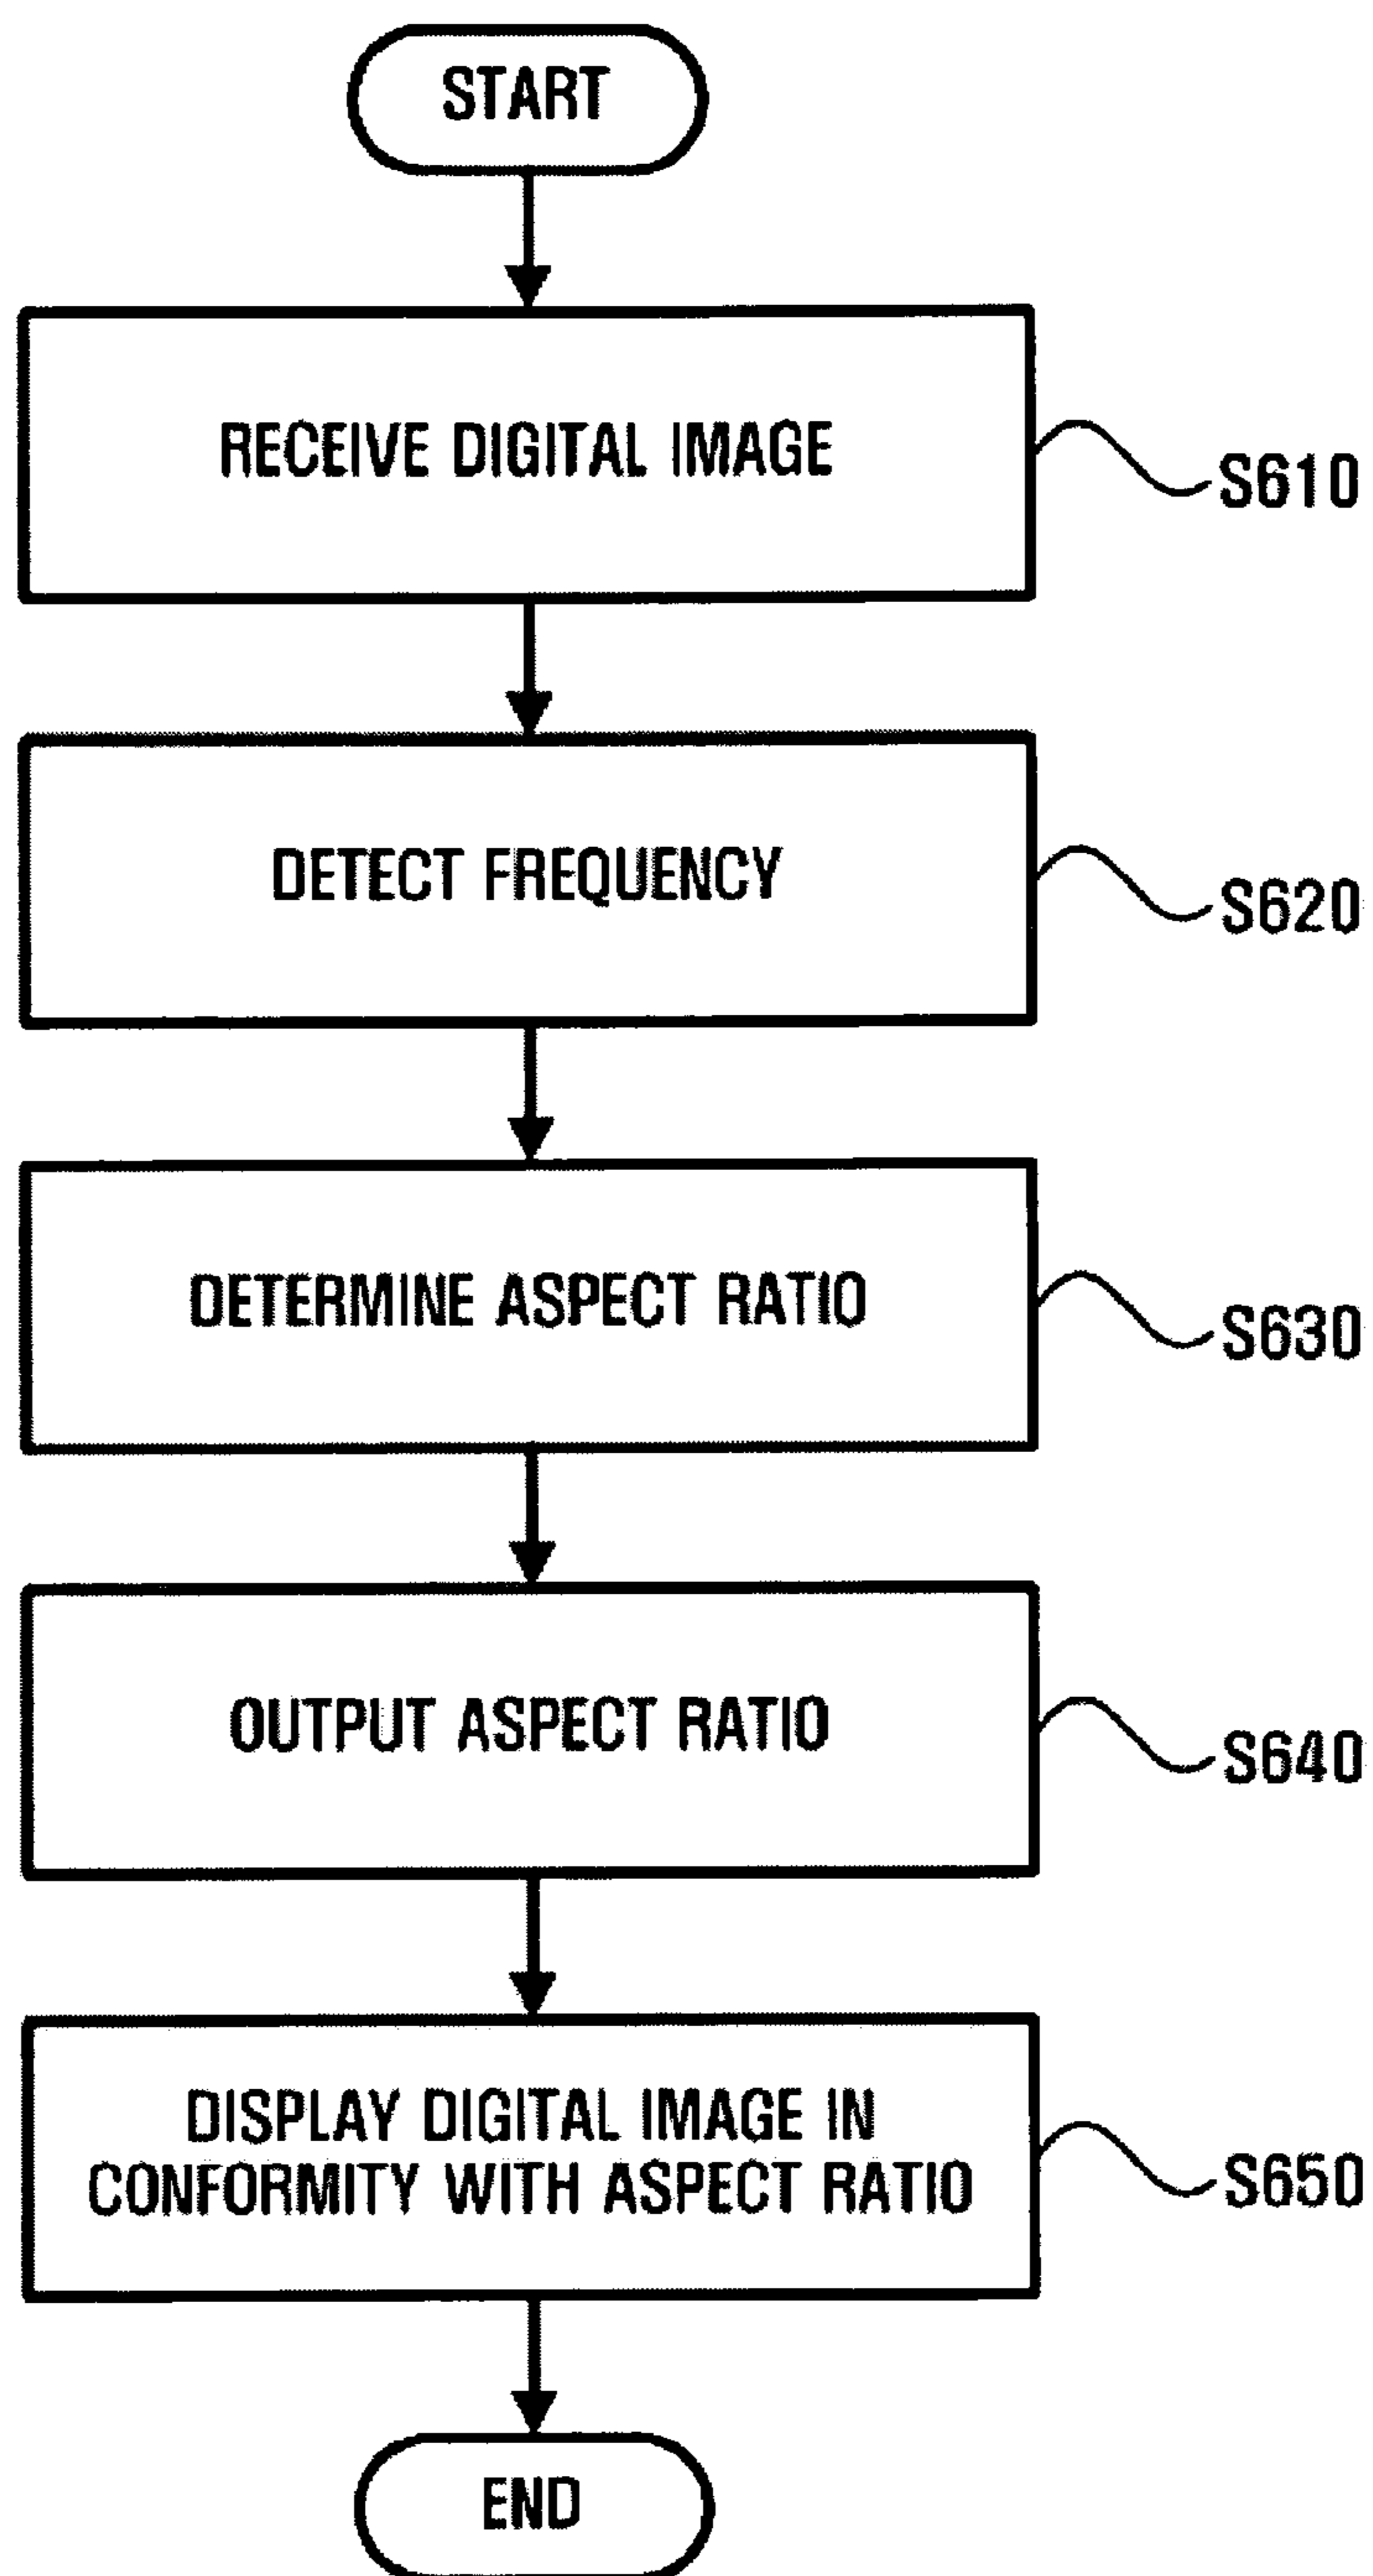 START
RECEIVE DIGITAL IMAGE
S610
DETECT FREQUENCY
S620
DETERMINE ASPECT RATIO
S630
OUTPUT ASPECT RATIO
S640
DISPLAY DIGITAL IMAGE IN
CONFORMITY WITH ASPECT RATIO
S650
END